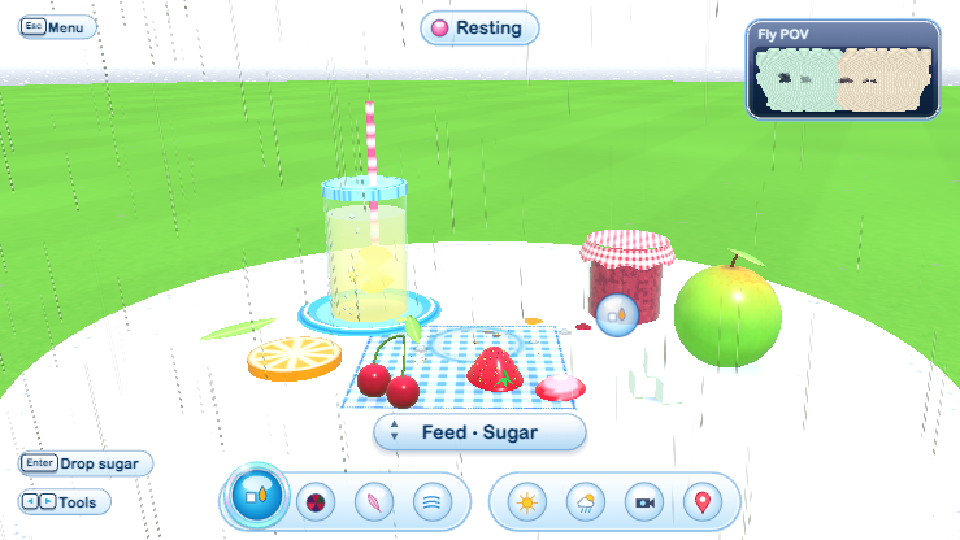 Esc Menu
Resting
Fly POV
Feed · Sugar
Enter Drop sugar
Tools